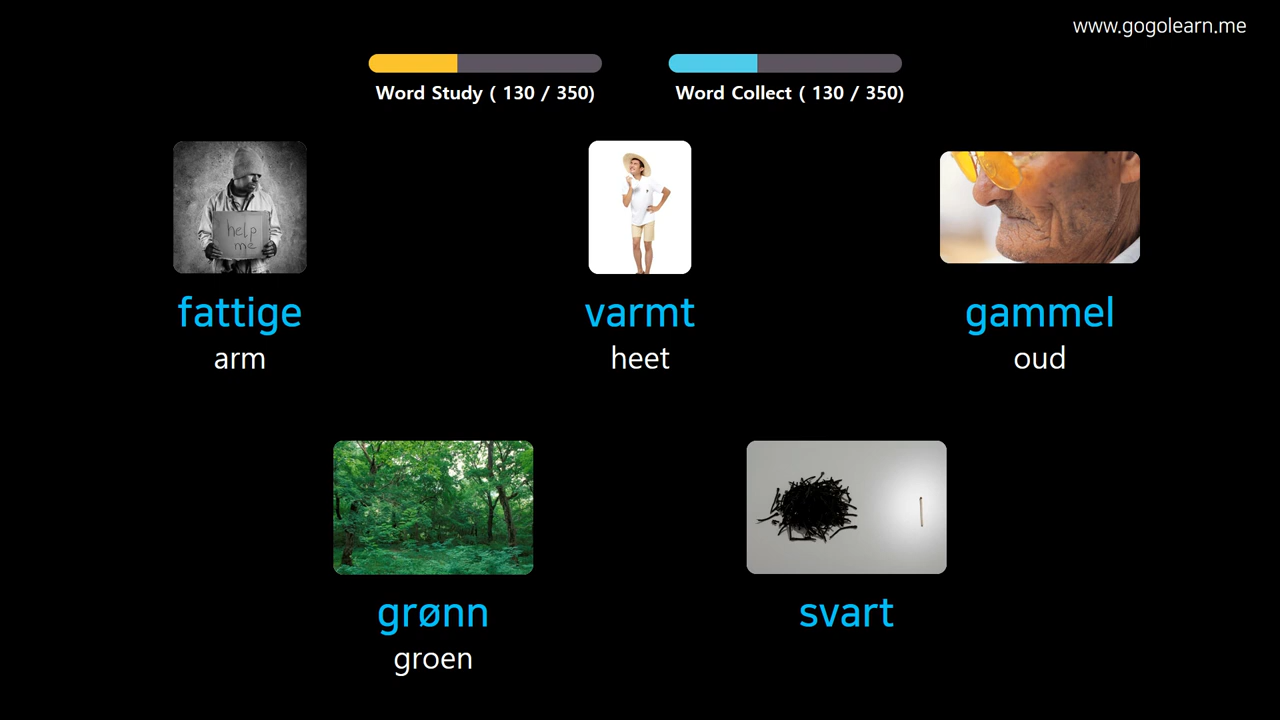 www.gogolearn.me
Word Study ( 130 / 350)
Word Collect ( 130 / 350)
help
me
fattige
arm
varmt
heet
gammel
oud
grønn
groen
svart